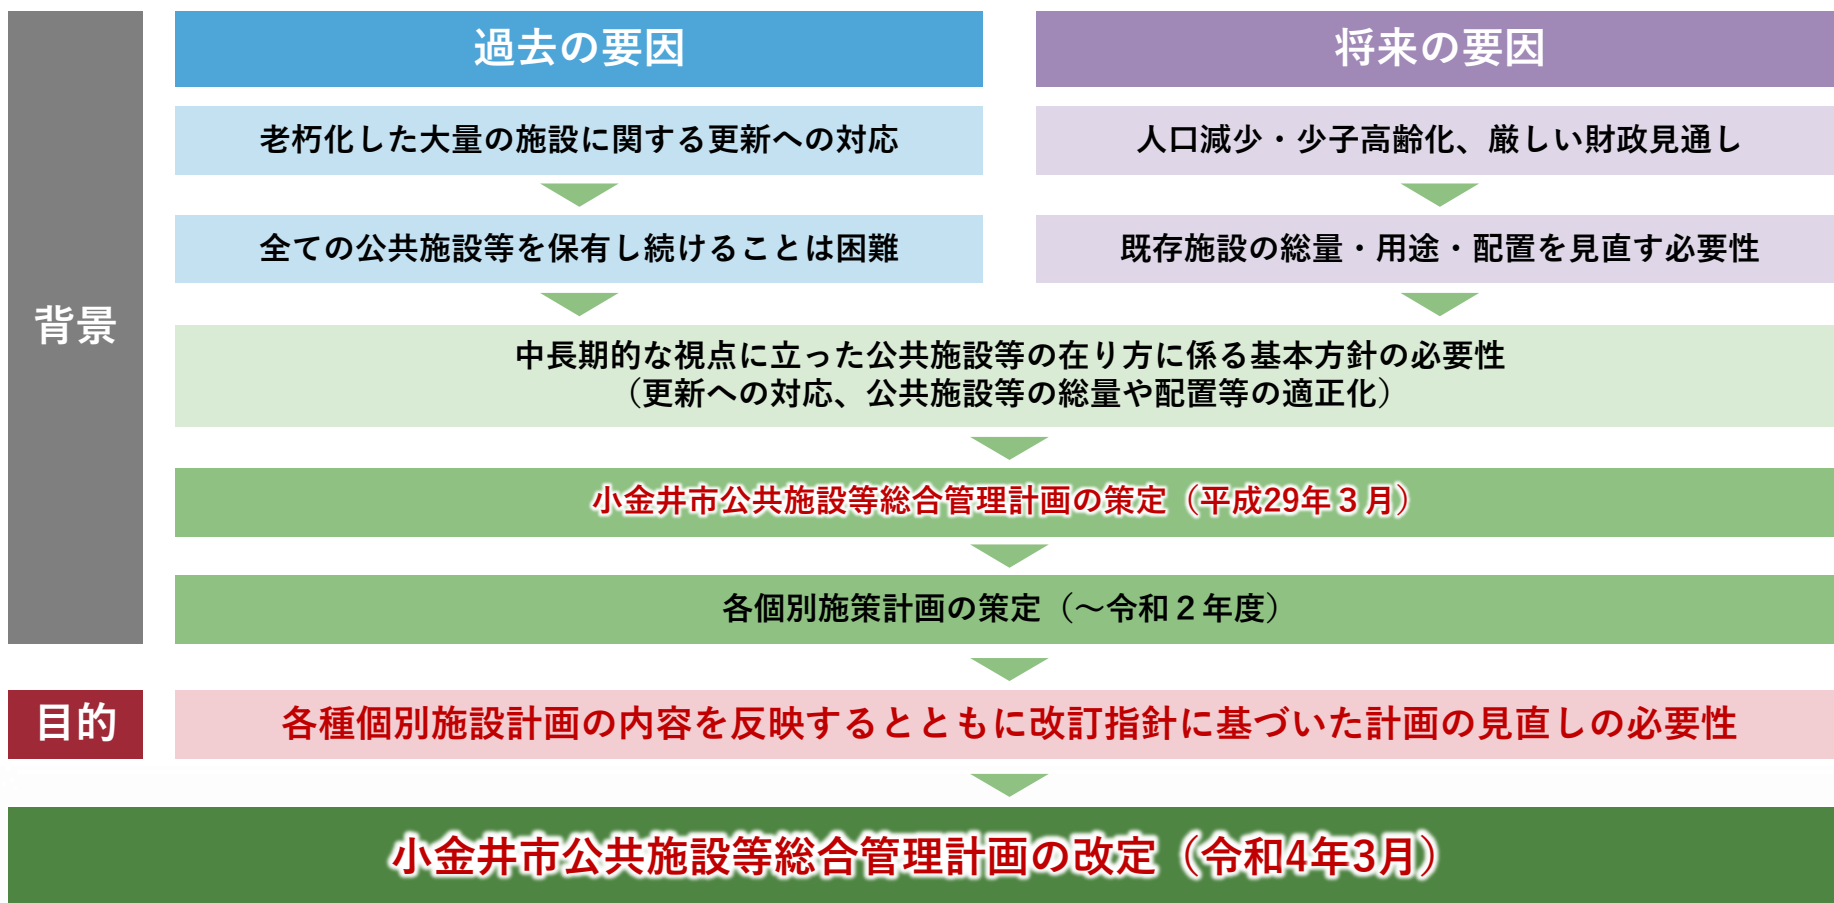 過去の要因
将来の要因
老朽化した大量の施設に関する更新への対応
人口減少・少子高齢化、厳しい財政見通し
全ての公共施設等を保有し続けることは困難
既存施設の総量・用途・配置を見直す必要性
背景
中長期的な視点に立った公共施設等の在り方に係る基本方針の必要性
（更新への対応、公共施設等の総量や配置等の適正化）
小金井市公共施設等総合管理計画の策定（平成29年３月）
各個別施策計画の策定（～令和２年度）
目的
各種個別施設計画の内容を反映するとともに改訂指針に基づいた計画の見直しの必要性
小金井市公共施設等総合管理計画の改定（令和4年3月）